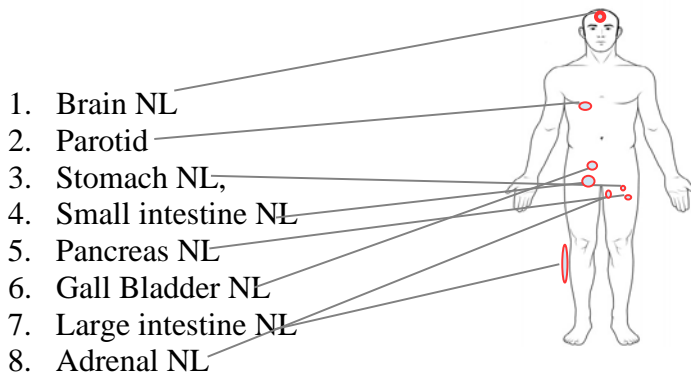 1. Brain NL
2. Parotid
3. Stomach NL,
4. Small intestine NL
5. Pancreas NL
6. Gall Bladder NL
7. Large intestine NL
8. Adrenal NL